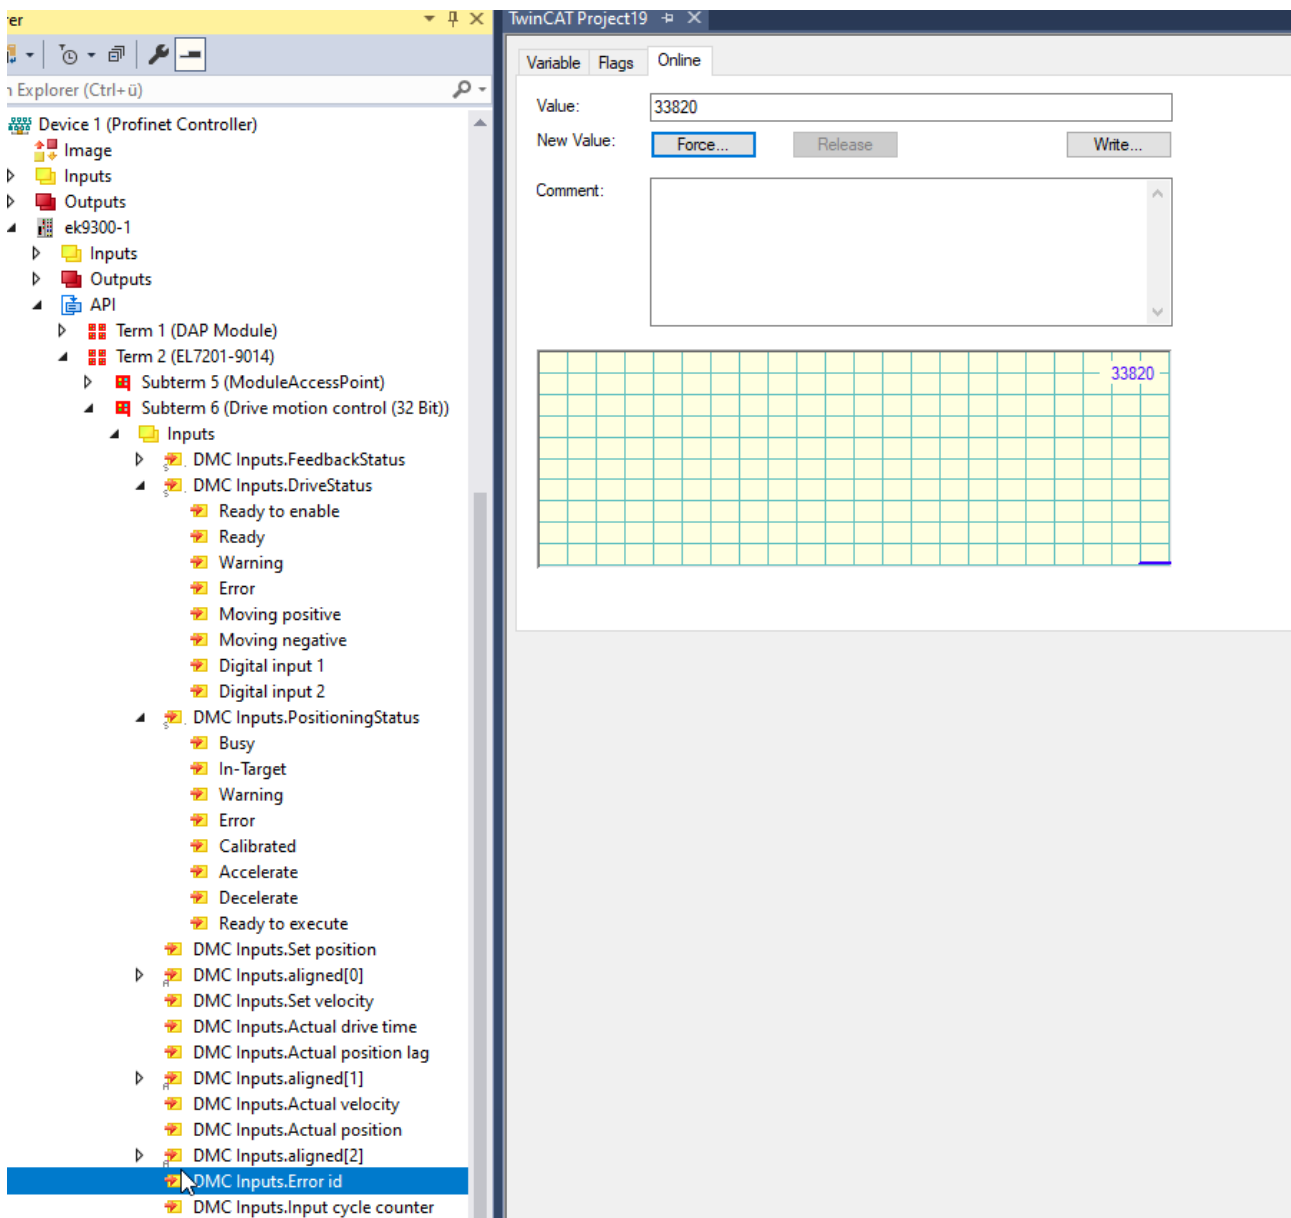 er
TwinCAT Project19
Explorer (Ctrl+ü)
Device 1 (Profinet Controller)
Image
Inputs
Outputs
ek9300-1
Inputs
Outputs
API
Term 1 (DAP Module)
Term 2 (EL7201-9014)
Subterm 5 (ModuleAccessPoint)
Subterm 6 (Drive motion control (32 Bit))
Inputs
DMC Inputs.FeedbackStatus
DMC Inputs.DriveStatus
Ready to enable
Ready
Warning
Error
Moving positive
Moving negative
Digital input 1
Digital input 2
DMC Inputs.PositioningStatus
Busy
In-Target
Warning
Error
Calibrated
Accelerate
Decelerate
Ready to execute
DMC Inputs.Set position
DMC Inputs.aligned[0]
DMC Inputs.Set velocity
DMC Inputs.Actual drive time
DMC Inputs.Actual position lag
DMC Inputs.aligned[1]
DMC Inputs.Actual velocity
DMC Inputs.Actual position
DMC Inputs.aligned[2]
DMC Inputs.Error id
DMC Inputs.Input cycle counter
Variable Flags Online
Value: 33820
New Value: Force... Release Write...
Comment:
33820